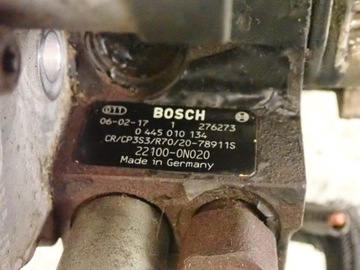 DTT BOSCH
06-02-17 1 276273
0 445 010 134
CR/CP3S3/R70/20-78911S
22100-0N020
Made in Germany